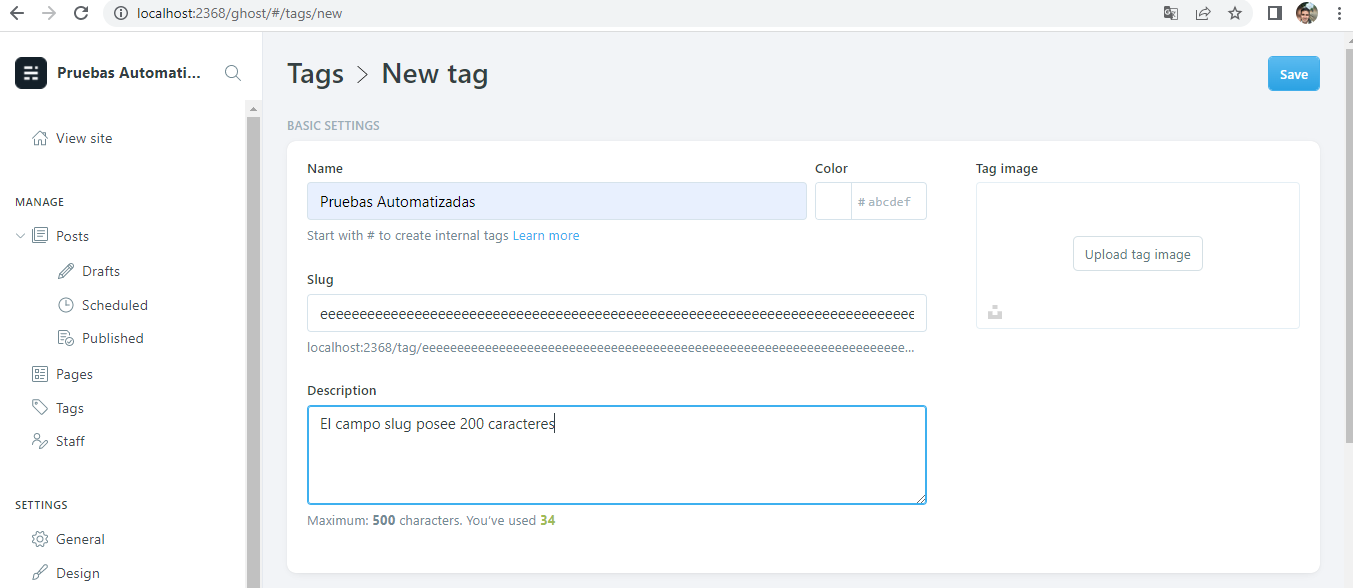 localhost:2368/ghost/#/tags/new
Pruebas Automati...
View site
MANAGE
Posts
Drafts
Scheduled
Published
Pages
Tags
Staff
SETTINGS
General
Design
Tags > New tag
Save
BASIC SETTINGS
Name
Pruebas Automatizadas
Start with # to create internal tags Learn more
Color
# abcdef
Slug
eeeeeeeeeeeeeeeeeeeeeeeeeeeeeeeeeeeeeeeeeeeeeeeeeeeeeeeeeeeeeeeeeeeeeeeeeeee
localhost:2368/tag/eeeeeeeeeeeeeeeeeeeeeeeeeeeeeeeeeeeeeeeeeeeeeeeeeeeeeeeeeeeeeeeeeeeee...
Description
El campo slug posee 200 caracteres
Maximum: 500 characters. You've used 34
Tag image
Upload tag image